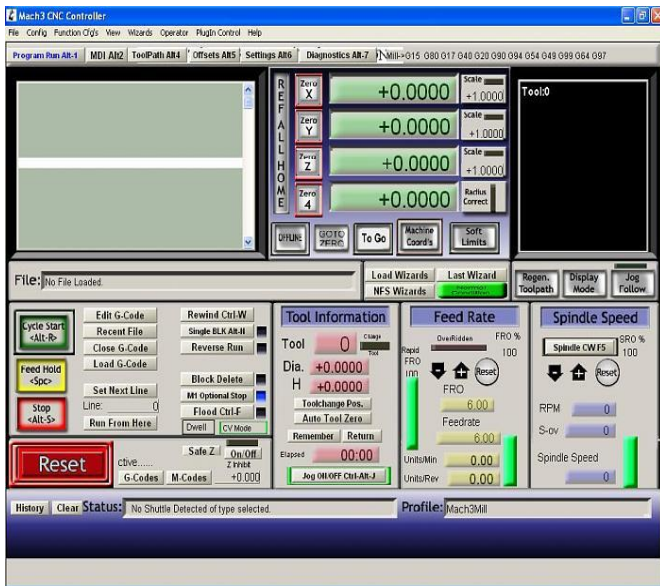 Mach3 CNC Controller
File Config Function Cfg's View Wizards Operator PlugIn Control Help
Program Run Alt-1 MDI Alt2 ToolPath Alt4 Offsets Alt5 Settings Alt6 Diagnostics Alt-7 Mill->G15 G80 G17 G40 G20 G90 G94 G54 G49 G99 G64 G97
REF ALL HOME
Zero X +0.0000 Scale +1.0000
Zero Y +0.0000 Scale +1.0000
Zero Z +0.0000 Scale +1.0000
Zero 4 +0.0000 Radius Correct
Tool:0
OFFLINE GOTO ZERO To Go Machine Coord's Soft Limits
File: No File Loaded.
Load Wizards Last Wizard
NFS Wizards Normal Condition
Regen. Toolpath Display Mode Jog Follow
Cycle Start <Alt-R>
Feed Hold <Spc>
Stop <Alt-S>
Edit G-Code
Recent File
Close G-Code
Load G-Code
Set Next Line
Line: 0
Run From Here
Rewind Ctrl-W
Single BLK Alt-N
Reverse Run
Block Delete
M1 Optional Stop
Flood Ctrl-F
Dwell CV Mode
Tool Information
Tool 0 Change Tool
Dia. +0.0000
H +0.0000
Toolchange Pos.
Auto Tool Zero
Remember Return
Elapsed 00:00
Jog ON/OFF Ctrl-Alt-J
Feed Rate
OverRidden FRO %
100
Rapid FRO
100
Reset
FRO
6.00
Feedrate
6.00
Units/Min 0.00
Units/Rev 0.00
Spindle Speed
Spindle CW F5 SRO %
100
Reset
RPM 0
S-ov 0
Spindle Speed
0
Reset
ctive......
G-Codes M-Codes
Safe Z On/Off
Z Inhibit
+0.000
History Clear Status: No Shuttle Detected of type selected.
Profile: Mach3Mill